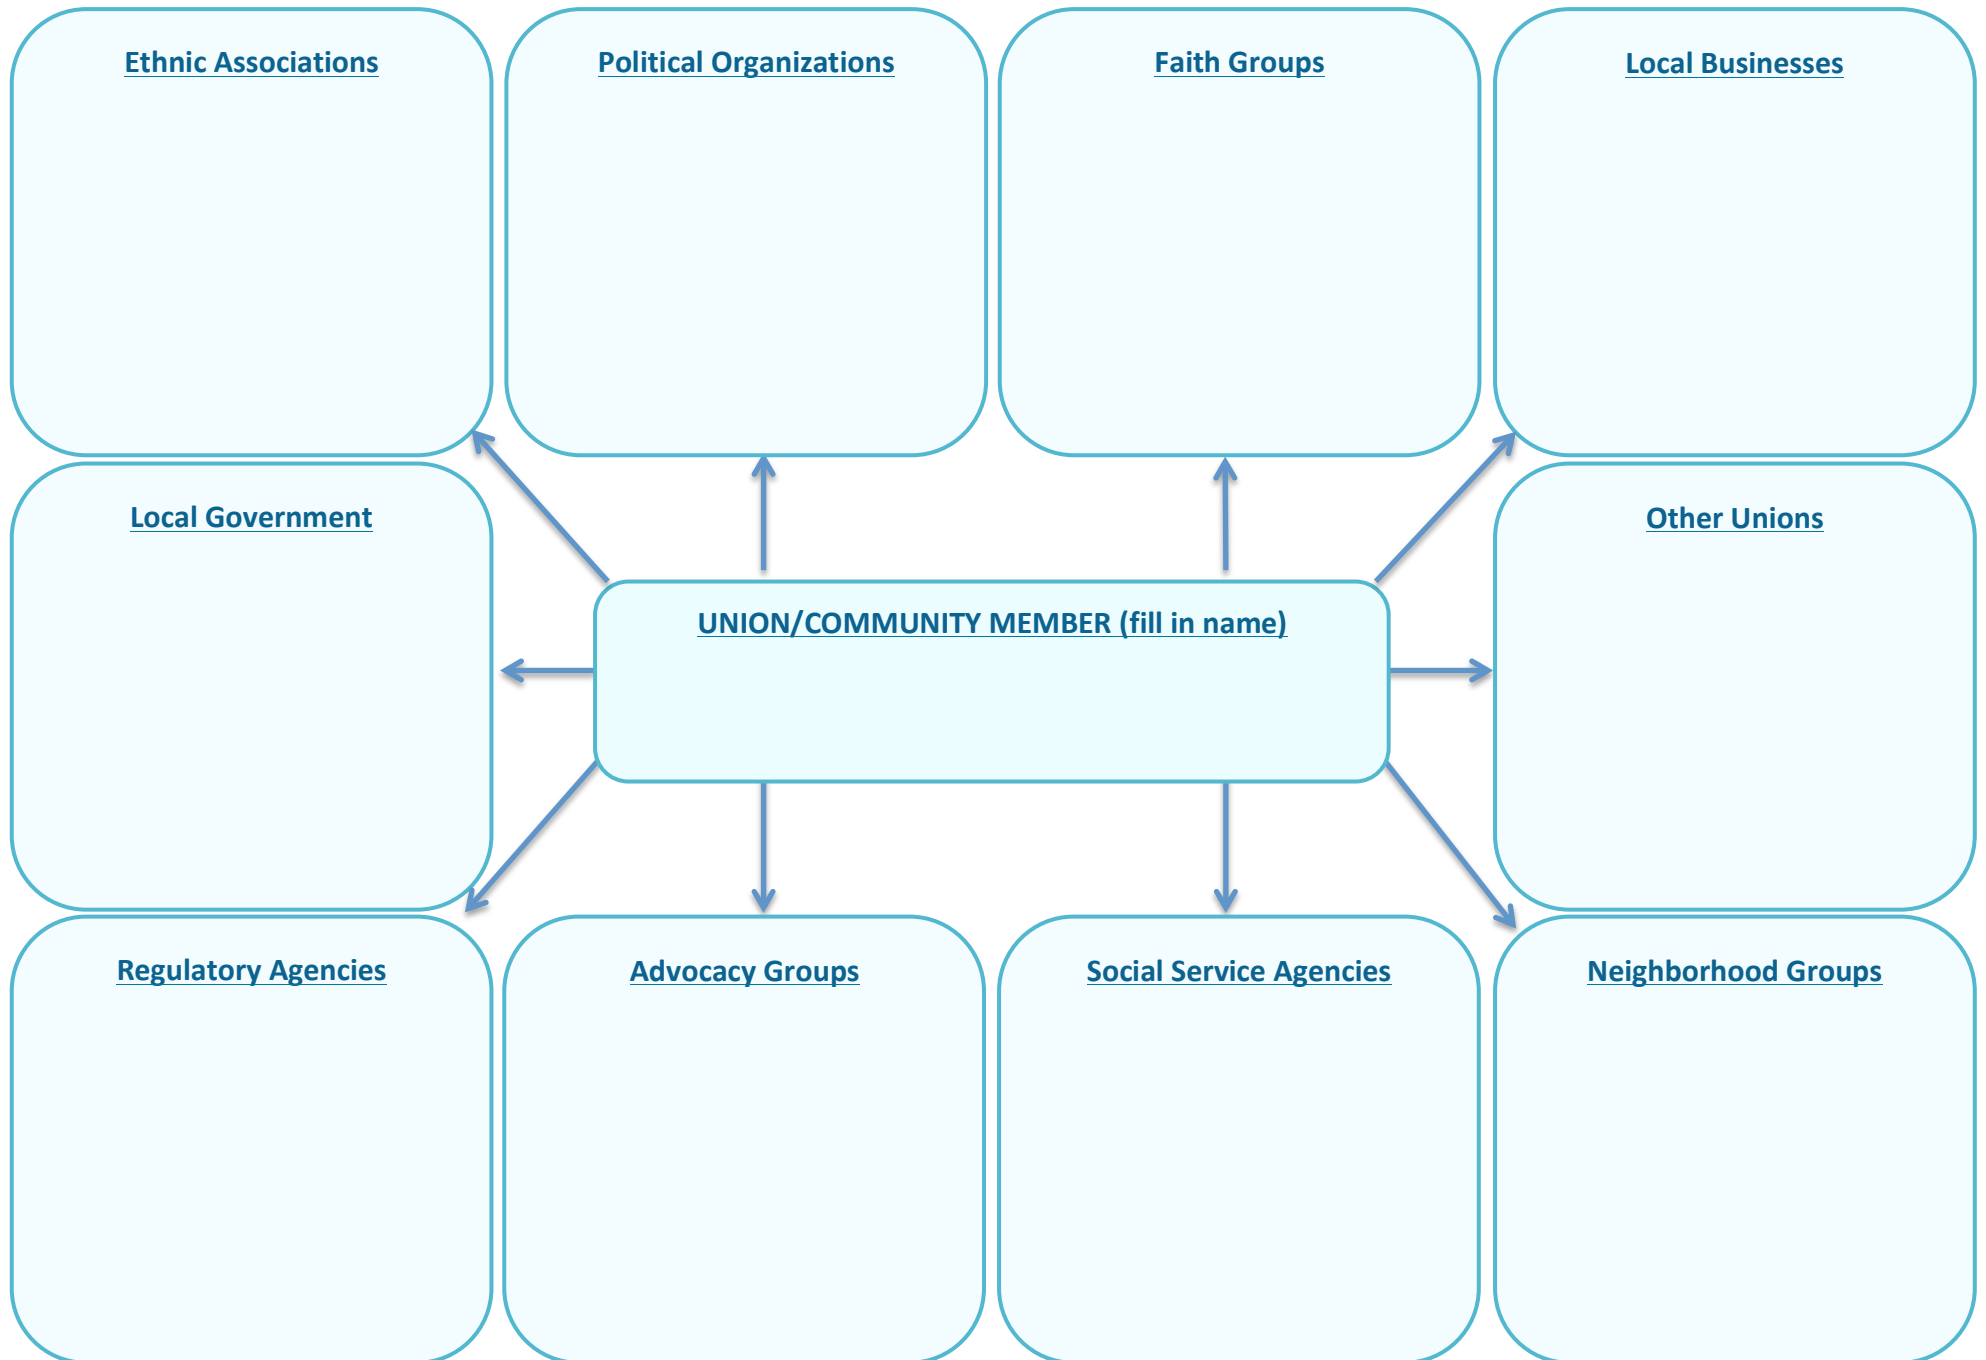 Ethnic Associations
Political Organizations
Faith Groups
Local Businesses
Local Government
Other Unions
UNION/COMMUNITY MEMBER (fill in name)
Regulatory Agencies
Advocacy Groups
Social Service Agencies
Neighborhood Groups